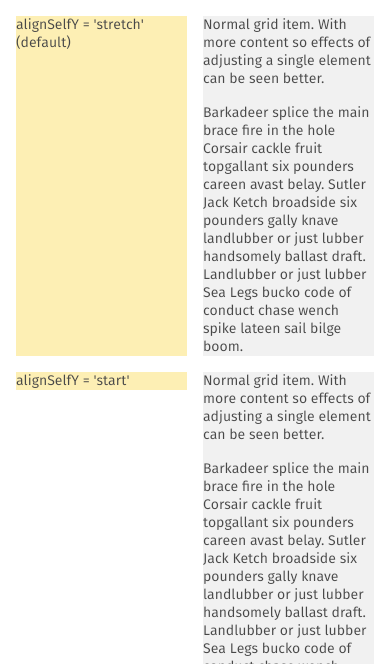 alignSelfY = 'stretch'
(default)
Normal grid item. With
more content so effects of
adjusting a single element
can be seen better.
Barkadeer splice the main
brace fire in the hole
Corsair cackle fruit
topgallant six pounders
careen avast belay. Sutler
Jack Ketch broadside six
pounders gally knave
landlubber or just lubber
handsomely ballast draft.
Landlubber or just lubber
Sea Legs bucko code of
conduct chase wench
spike lateen sail bilge
boom.
alignSelfY = 'start'
Normal grid item. With
more content so effects of
adjusting a single element
can be seen better.
Barkadeer splice the main
brace fire in the hole
Corsair cackle fruit
topgallant six pounders
careen avast belay. Sutler
Jack Ketch broadside six
pounders gally knave
landlubber or just lubber
handsomely ballast draft.
Landlubber or just lubber
Sea Legs bucko code of